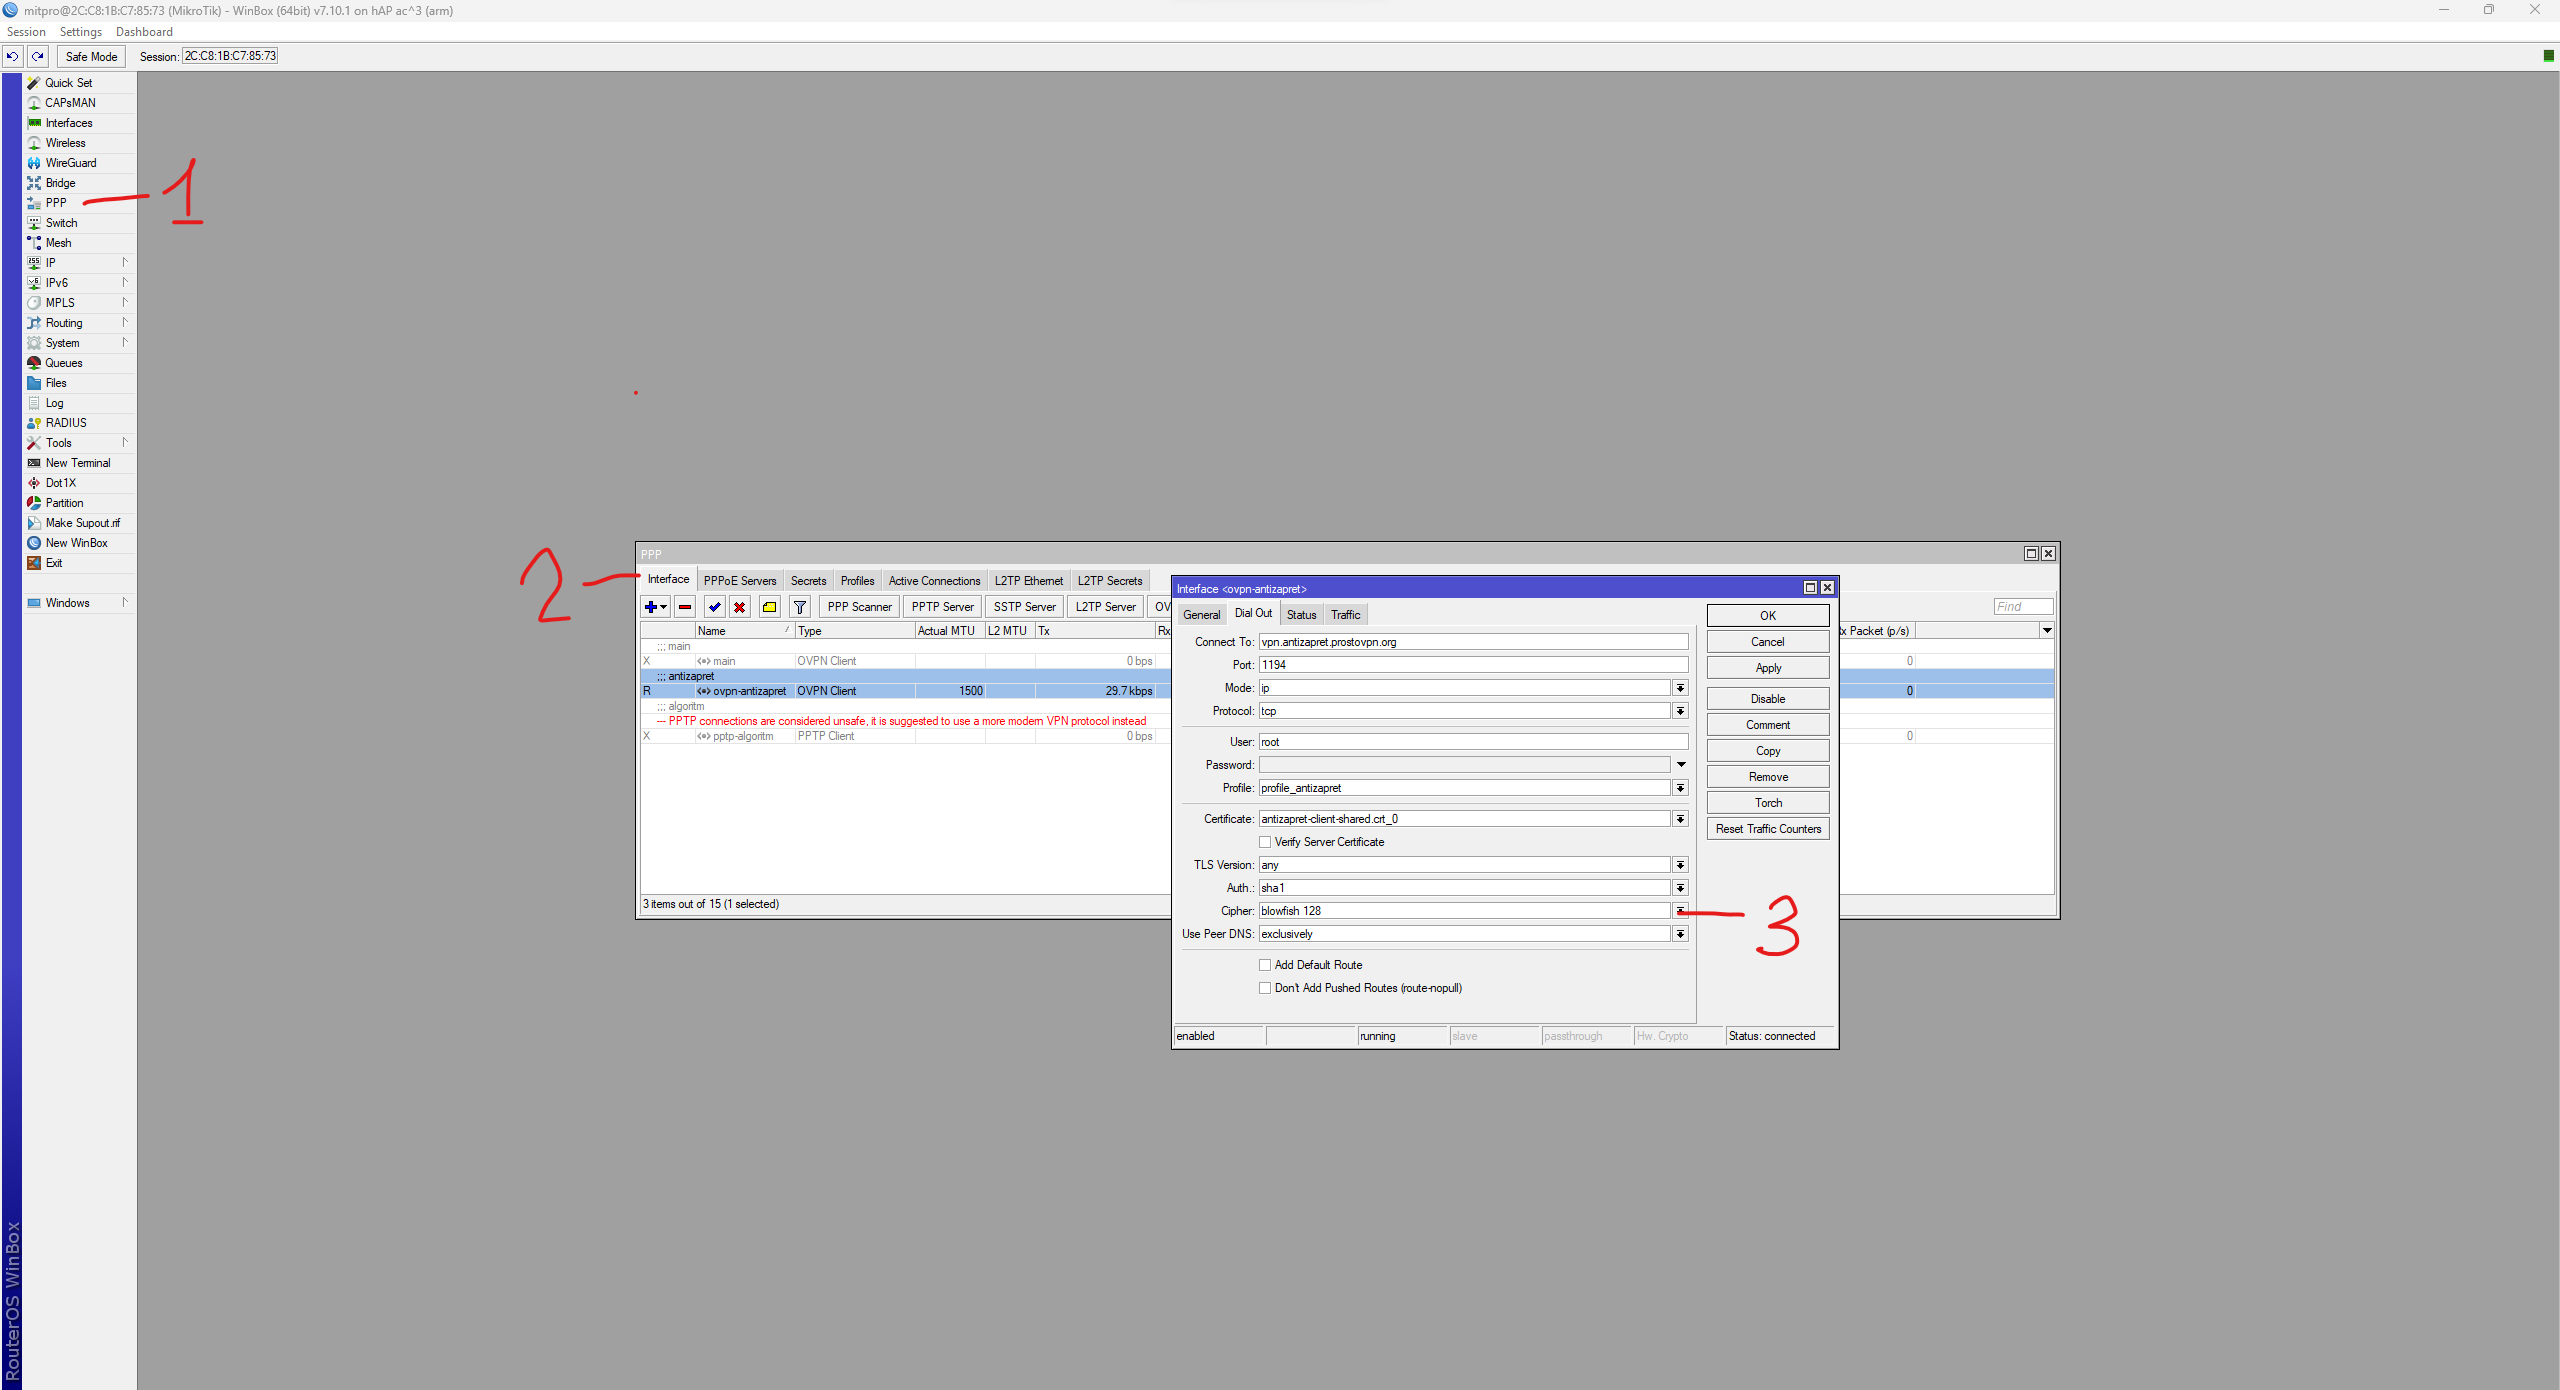 mitpro@2C:C8:1B:C7:85:73 (MikroTik) - WinBox (64bit) v7.10.1 on hAP ac^3 (arm)
Session Settings Dashboard
Safe Mode Session: 2C:C8:1B:C7:85:73
Quick Set
CAPsMAN
Interfaces
Wireless
WireGuard
Bridge
PPP
1
Switch
Mesh
IP
IPv6
MPLS
Routing
System
Queues
Files
Log
RADIUS
Tools
New Terminal
Dot1X
Partition
Make Supout.rif
New WinBox
Exit
Windows
RouterOS WinBox
2
PPP
Interface PPPoE Servers Secrets Profiles Active Connections L2TP Ethernet L2TP Secrets
PPP Scanner PPTP Server SSTP Server L2TP Server OV
Find
Name Type Actual MTU L2 MTU Tx Rx
x Packet (p/s)
;;; main
X main OVPN Client 0 bps 0
;;; antizapret
R ovpn-antizapret OVPN Client 1500 29.7 kbps 0
;;; algoritm
--- PPTP connections are considered unsafe, it is suggested to use a more modern VPN protocol instead
X pptp-algoritm PPTP Client 0 bps 0
3 items out of 15 (1 selected)
Interface <ovpn-antizapret>
General Dial Out Status Traffic
Connect To: vpn.antizapret.prostovpn.org
Port: 1194
Mode: ip
Protocol: tcp
User: root
Password:
Profile: profile_antizapret
Certificate: antizapret-client-shared.crt_0
Verify Server Certificate
TLS Version: any
Auth.: sha1
Cipher: blowfish 128
3
Use Peer DNS: exclusively
Add Default Route
Don't Add Pushed Routes (route-nopull)
OK
Cancel
Apply
Disable
Comment
Copy
Remove
Torch
Reset Traffic Counters
enabled running slave passthrough Hw. Crypto Status: connected